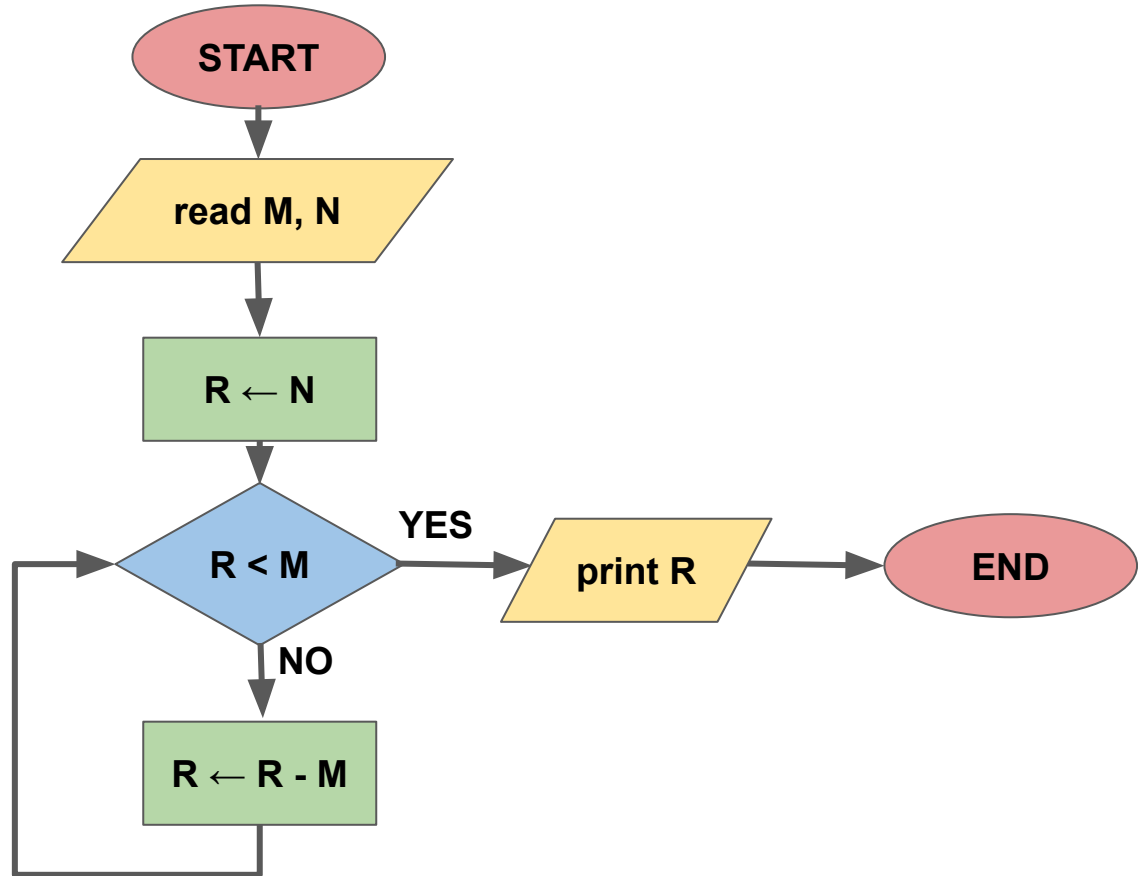 START
read M, N
R ← N
R < M
YES
print R
END
NO
R ← R - M